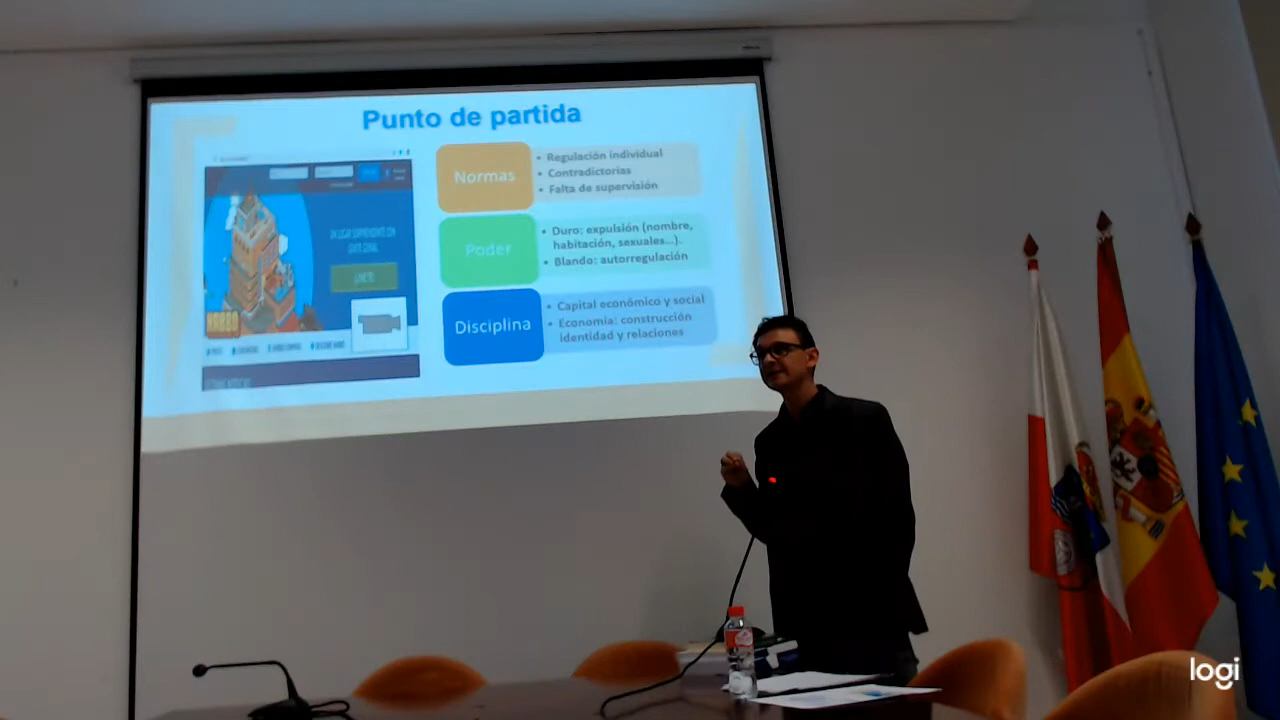 Punto de partida
Normas
• Regulación individual
• Contradictorias
• Falta de supervisión
Poder
• Duro: expulsión (nombre,
habitación, sexuales...).
• Blando: autorregulación
Disciplina
• Capital económico y social
• Economía: construcción
identidad y relaciones
HABBO
logi